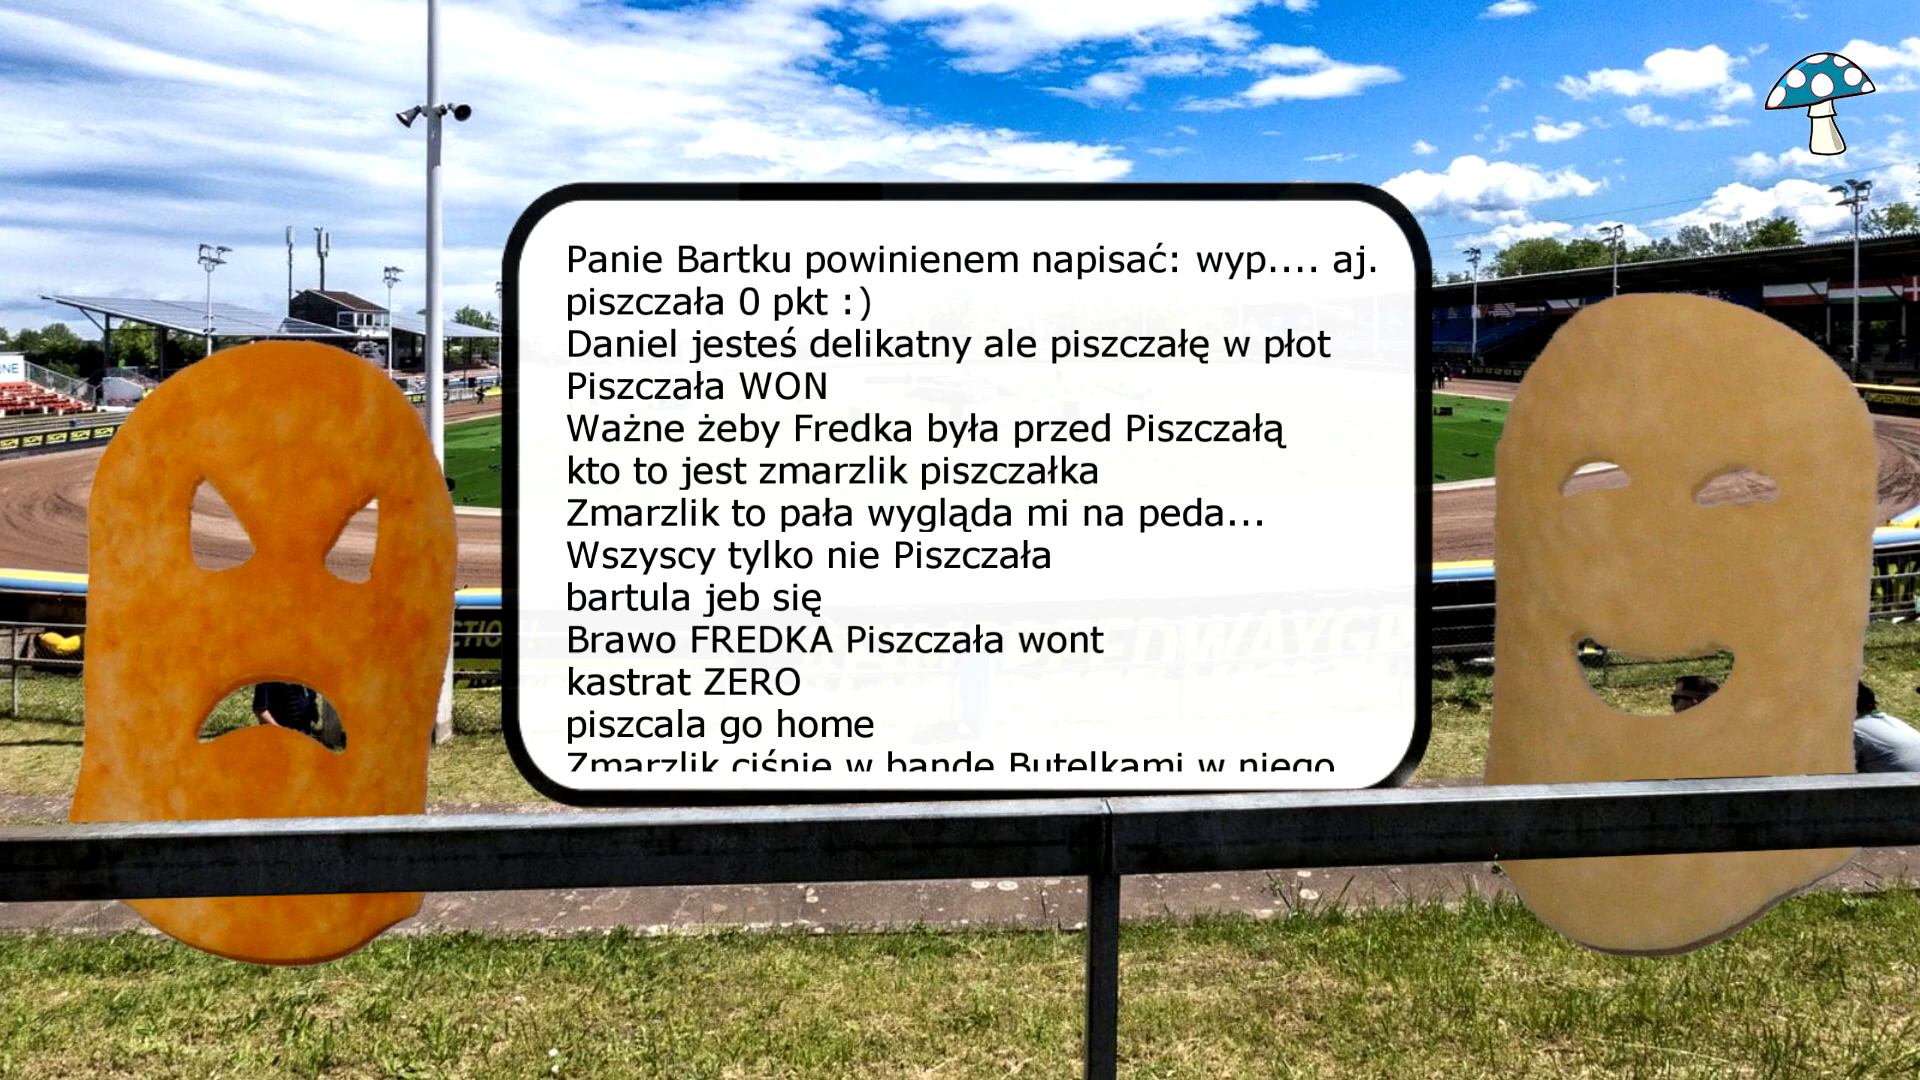 Panie Bartku powinienem napisać: wyp.... aj.
piszczała 0 pkt :)
Daniel jesteś delikatny ale piszczałę w płot
Piszczała WON
Ważne żeby Fredka była przed Piszczałą
kto to jest zmarzlik piszczałka
Zmarzlik to pała wygląda mi na peda...
Wszyscy tylko nie Piszczała
bartula jeb się
Brawo FREDKA Piszczała wont
kastrat ZERO
piszcala go home
Zmarzlik ciśnie w bandę Butelkami w niego